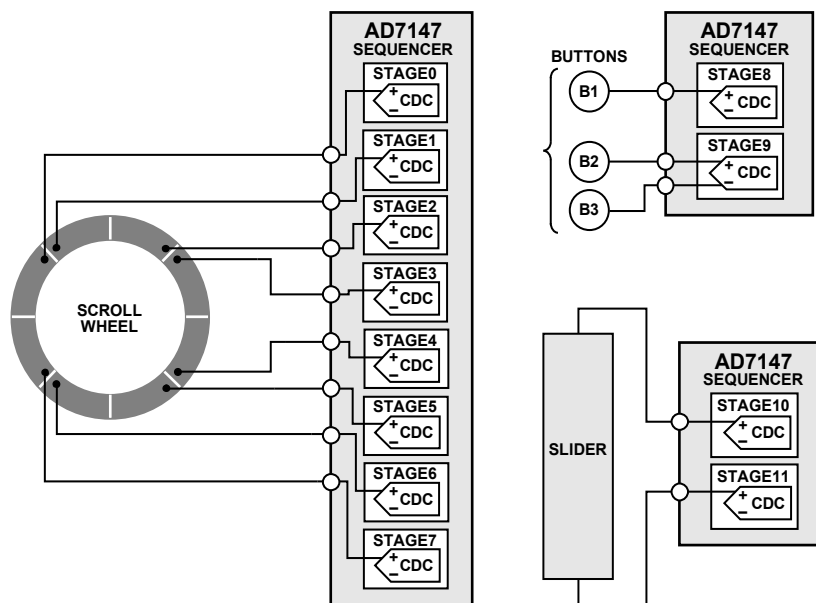 AD7147
SEQUENCER
STAGE0
+
− CDC
STAGE1
+
− CDC
STAGE2
+
− CDC
STAGE3
+
− CDC
STAGE4
+
− CDC
STAGE5
+
− CDC
STAGE6
+
− CDC
STAGE7
+
− CDC
SCROLL
WHEEL
BUTTONS
B1
B2
B3
AD7147
SEQUENCER
STAGE8
+
− CDC
STAGE9
+
− CDC
SLIDER
AD7147
SEQUENCER
STAGE10
+
− CDC
STAGE11
+
− CDC